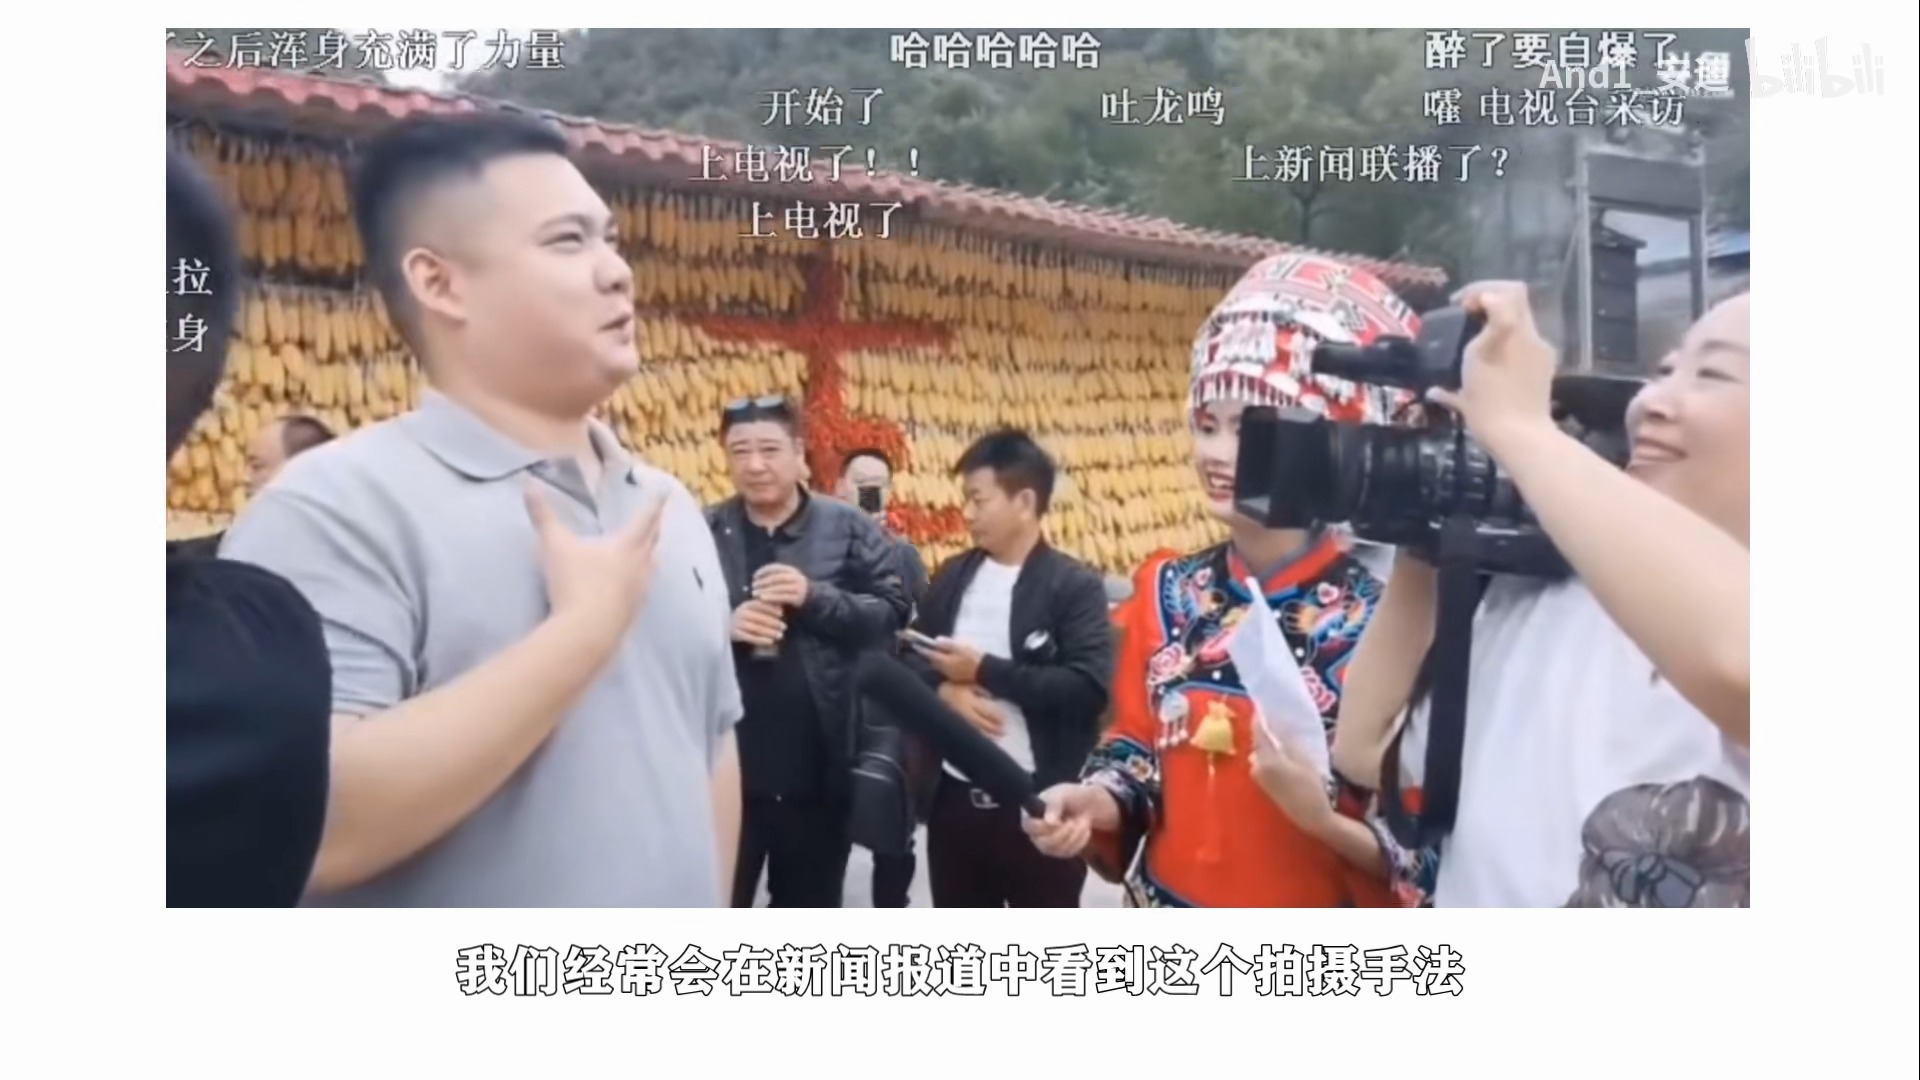 了之后浑身充满了力量
哈哈哈哈哈
醉了要自爆了
And1_安迪
bilibili
开始了
吐龙鸣
嚯 电视台采访
上电视了！！
上新闻联播了？
上电视了
拉
身
我们经常会在新闻报道中看到这个拍摄手法